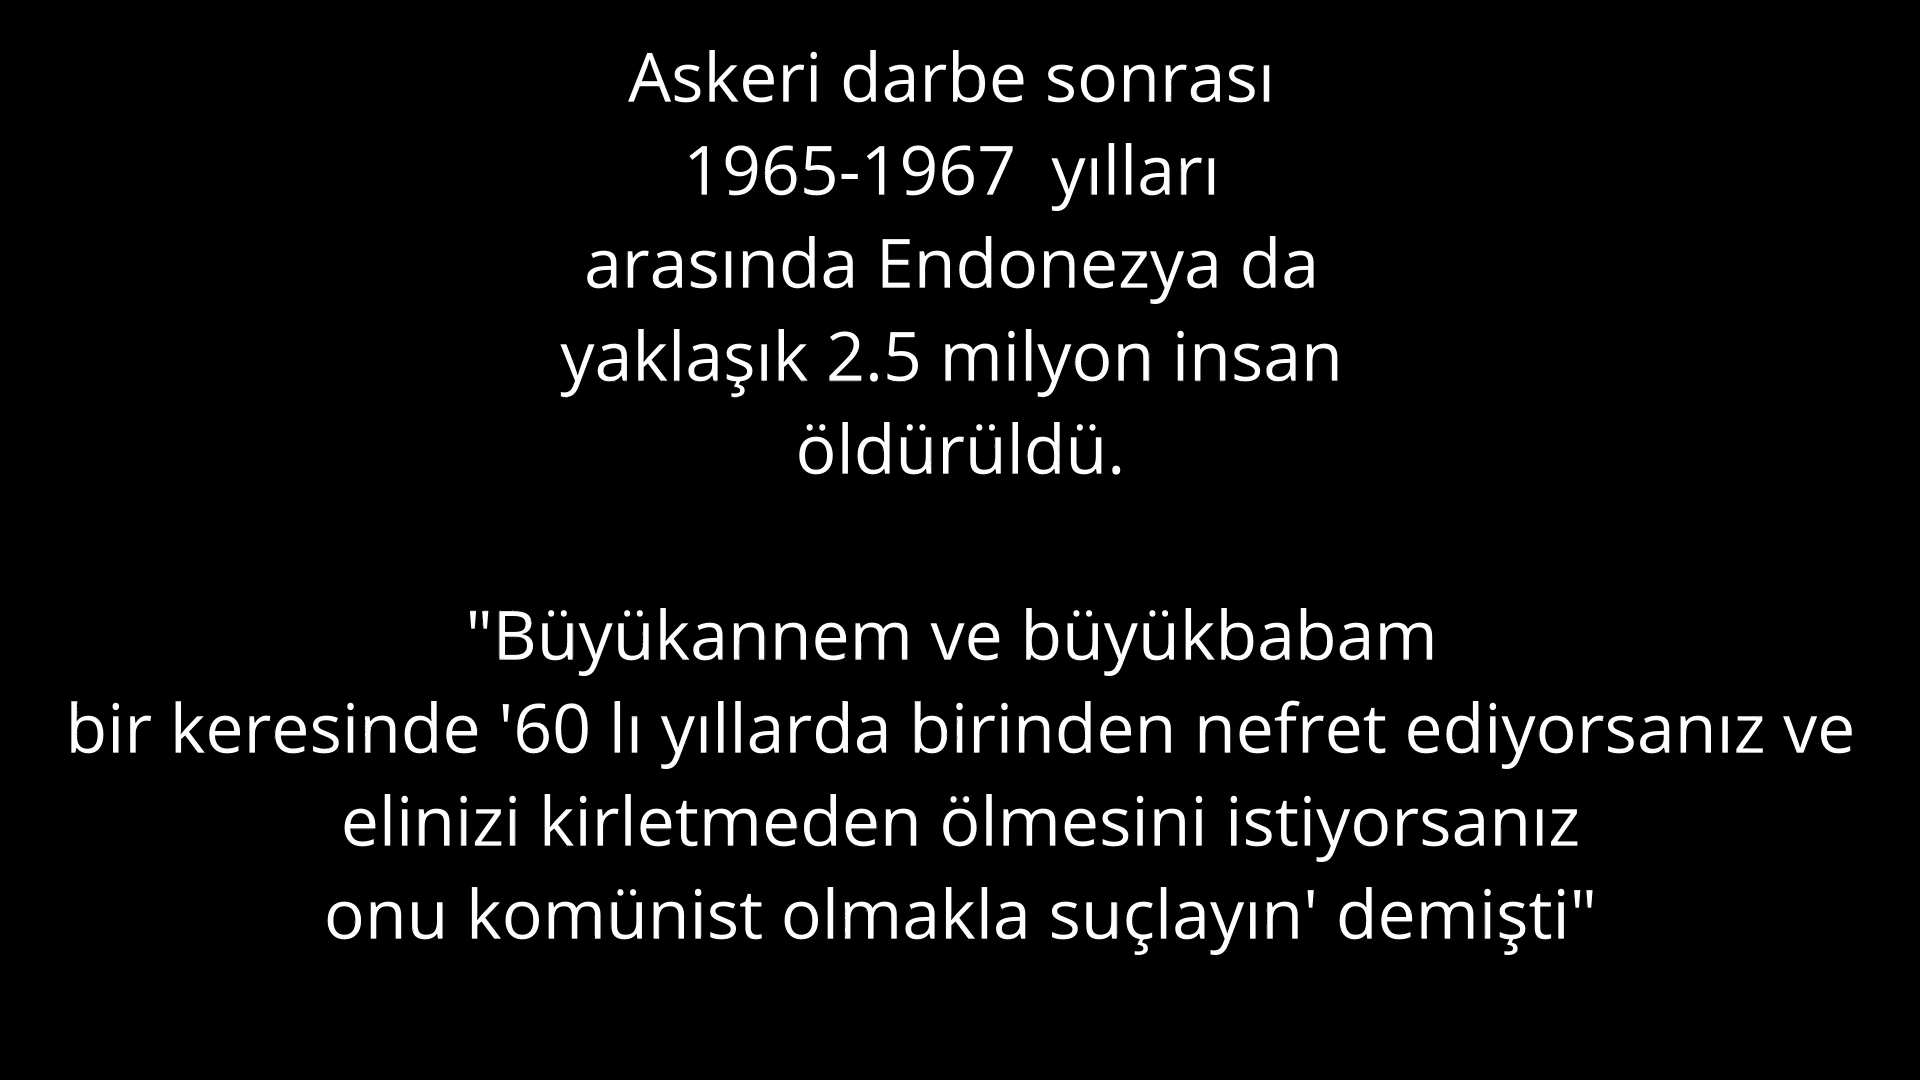 Askeri darbe sonrası
1965-1967  yılları
arasında Endonezya da
yaklaşık 2.5 milyon insan
öldürüldü.
"Büyükannem ve büyükbabam
bir keresinde '60 lı yıllarda birinden nefret ediyorsanız ve
elinizi kirletmeden ölmesini istiyorsanız
onu komünist olmakla suçlayın' demişti"